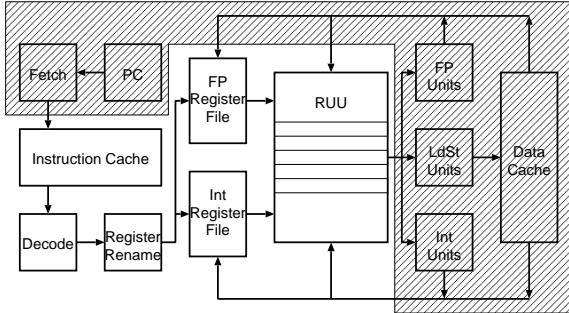 Fetch
PC
FP
Register
File
RUU
FP
Units
Instruction Cache
LdSt
Units
Data
Cache
Int
Register
File
Decode
Register
Rename
Int
Units